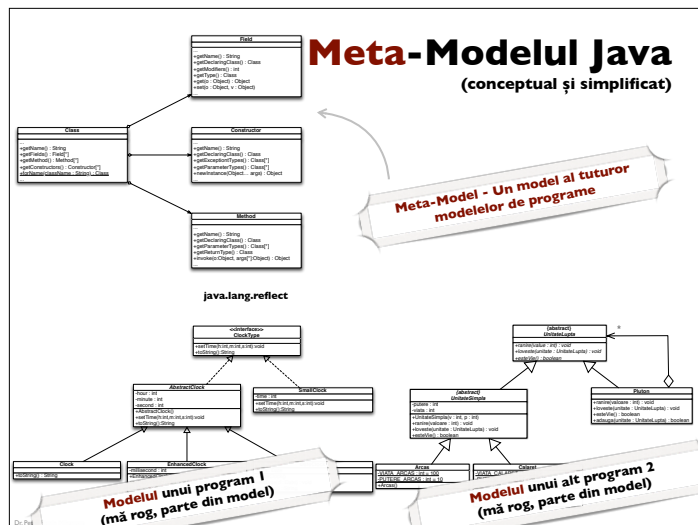 Meta-Modelul Java
(conceptual și simplificat)
Field
...
+getName() : String
+getDeclaringClass() : Class
+getModifiers() : int
+getType() : Class
+get(o : Object) : Object
+set(o : Object, v : Object)
...
Class
...
+getName() : String
+getFields() : Field[*]
+getMethod() : Method[*]
+getConstructors() : Constructor[*]
+forName(className : String) : Class
Constructor
...
+getName() : String
+getDeclaringClass() : Class
+getExceptiontTypes() : Class[*]
+getParameterTypes() : Class[*]
+newInstance(Object... args) : Object
...
Meta-Model - Un model al tuturor
modelelor de programe
Method
...
+getName() : String
+getDeclaringClass() : Class
+getParameterTypes() : Class[*]
+getReturnType() : Class
+invoke(o:Object, args[*]:Object) : Object
...
java.lang.reflect
<<interface>>
ClockType
+setTime(h:int,m:int,s:int):void
+toString():String
AbstractClock
-hour : int
-minute : int
-second : int
+AbstractClock()
+setTime(h:int,m:int,s:int):void
+toString():String
SmallClock
-time : int
+setTime(h:int,m:int,s:int):void
+toString():String
Clock
+toString() : String
EnhancedClock
-millisecond : int
Modelul unui program 1
(mă rog, parte din model)
{abstract}
UnitateLupta
+ranire(value : int) : void
+loveste(unitate : UnitateLupta) : void
+esteVie() : boolean
*
{abstract}
UnitateSimpla
-putere : int
-viata : int
+UnitateSimpla(v : int, p : int)
+ranire(valoare : int) : void
+loveste(unitate : UnitateLupta) : void
+esteVie() : boolean
Pluton
+ranire(valoare : int) : void
+loveste(unitate : UnitateLupta) : void
+esteVie() : boolean
+adauga(unitate : UnitateLupta) : void
Arcas
-VIATA_ARCAS : int = 100
-PUTERE_ARCAS : int = 10
+Arcas()
Calaret
Modelul unui alt program 2
(mă rog, parte din model)